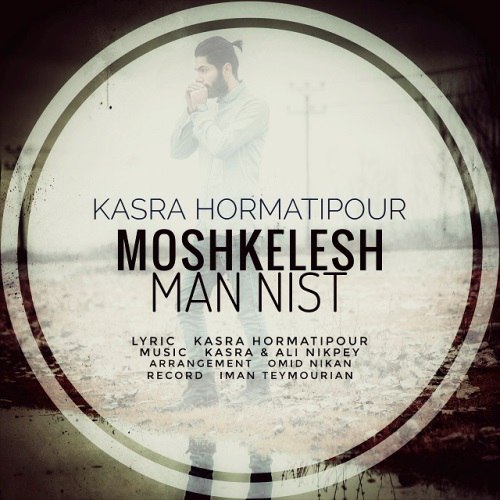 KASRA HORMATIPOUR
MOSHKELESH
MAN NIST
LYRIC KASRA HORMATIPOUR
MUSIC KASRA & ALI NIKPEY
ARRANGEMENT OMID NIKAN
RECORD IMAN TEYMOURIAN